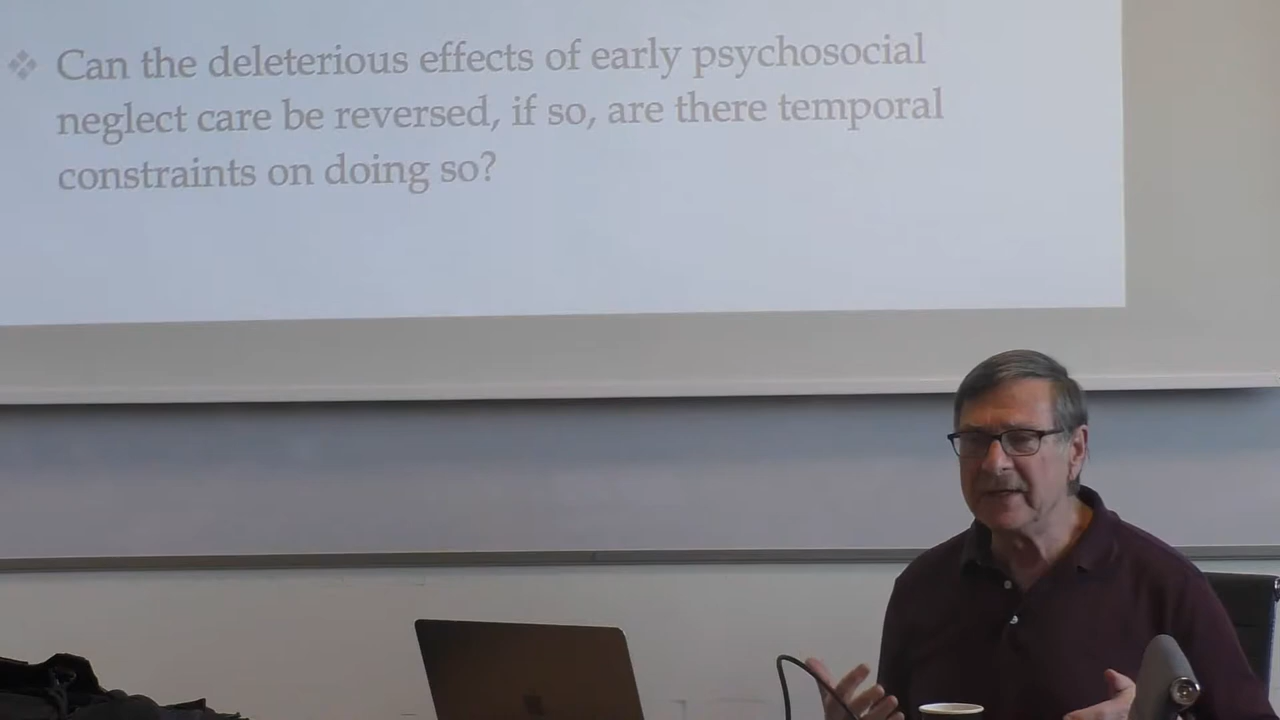 Can the deleterious effects of early psychosocial
neglect care be reversed, if so, are there temporal
constraints on doing so?